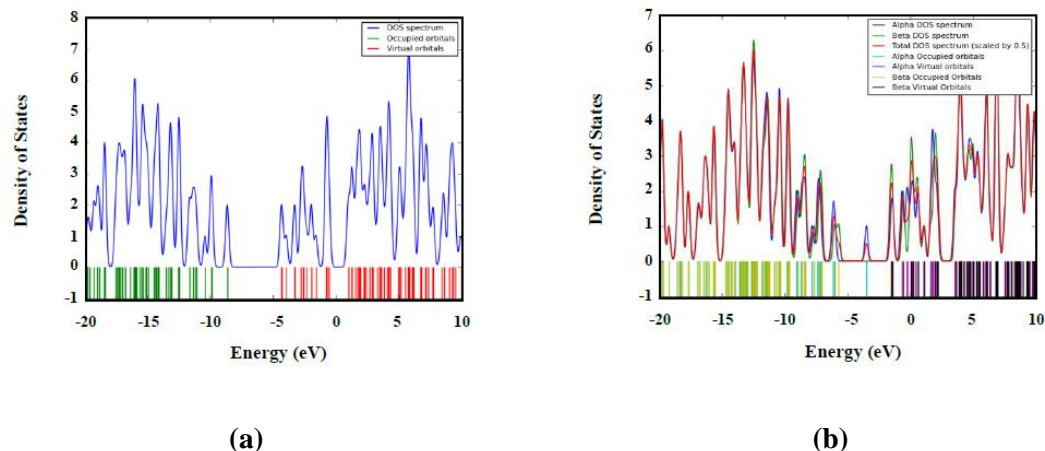 8
7
6
5
4
3
2
1
0
-1
Density of States
DOS spectrum
Occupied orbitals
Virtual orbitals
-20 -15 -10 -5 0 5 10
Energy (eV)
(a)
7
6
5
4
3
2
1
0
-1
Density of States
Alpha DOS spectrum
Beta DOS spectrum
Total DOS spectrum (scaled by 0.5)
Alpha Occupied orbitals
Alpha Virtual orbitals
Beta Occupied Orbitals
Beta Virtual Orbitals
-20 -15 -10 -5 0 5 10
Energy (eV)
(b)